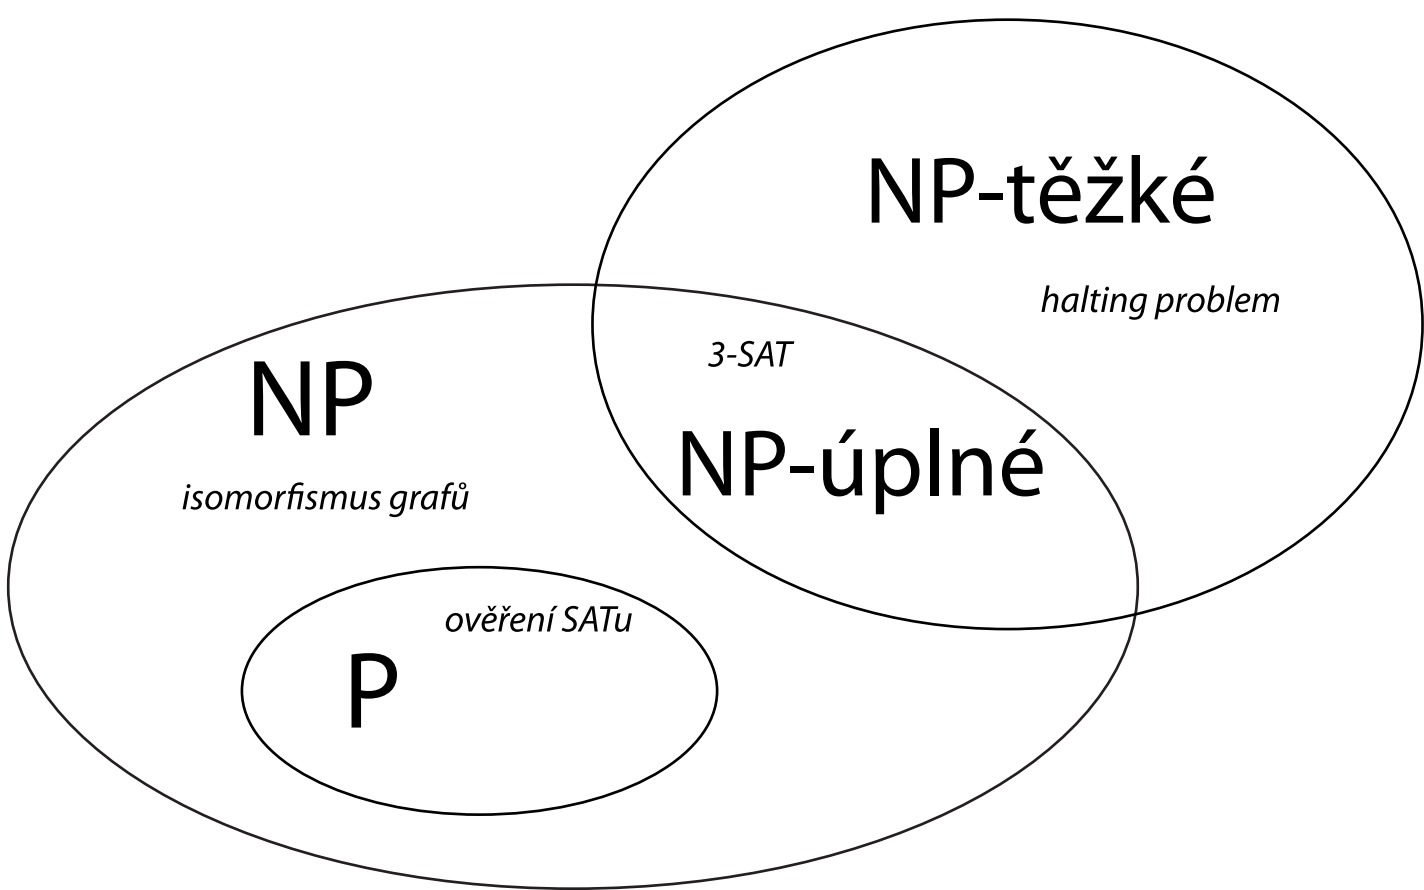 NP-těžké
halting problem
3-SAT
NP
NP-úplné
isomorfismus grafů
ověření SATu
P